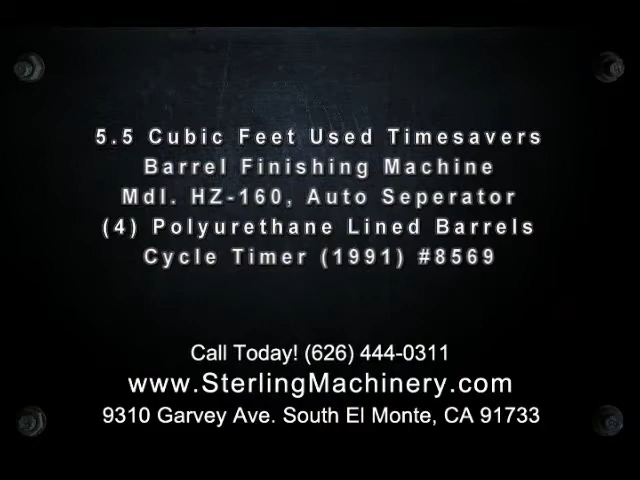 5.5 Cubic Feet Used Timesavers
Barrel Finishing Machine
Mdl. HZ-160, Auto Seperator
(4) Polyurethane Lined Barrels
Cycle Timer (1991) #8569
Call Today! (626) 444-0311
www.SterlingMachinery.com
9310 Garvey Ave. South El Monte, CA 91733